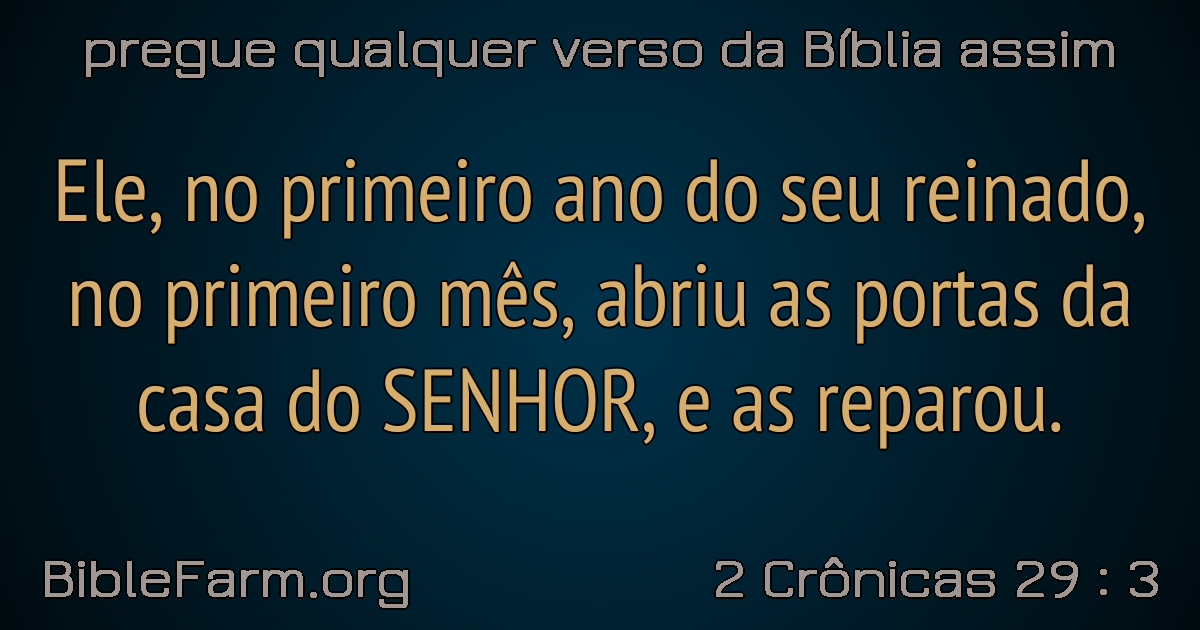 pregue qualquer verso da Bíblia assim
Ele, no primeiro ano do seu reinado,
no primeiro mês, abriu as portas da
casa do SENHOR, e as reparou.
BibleFarm.org
2 Crônicas 29 : 3